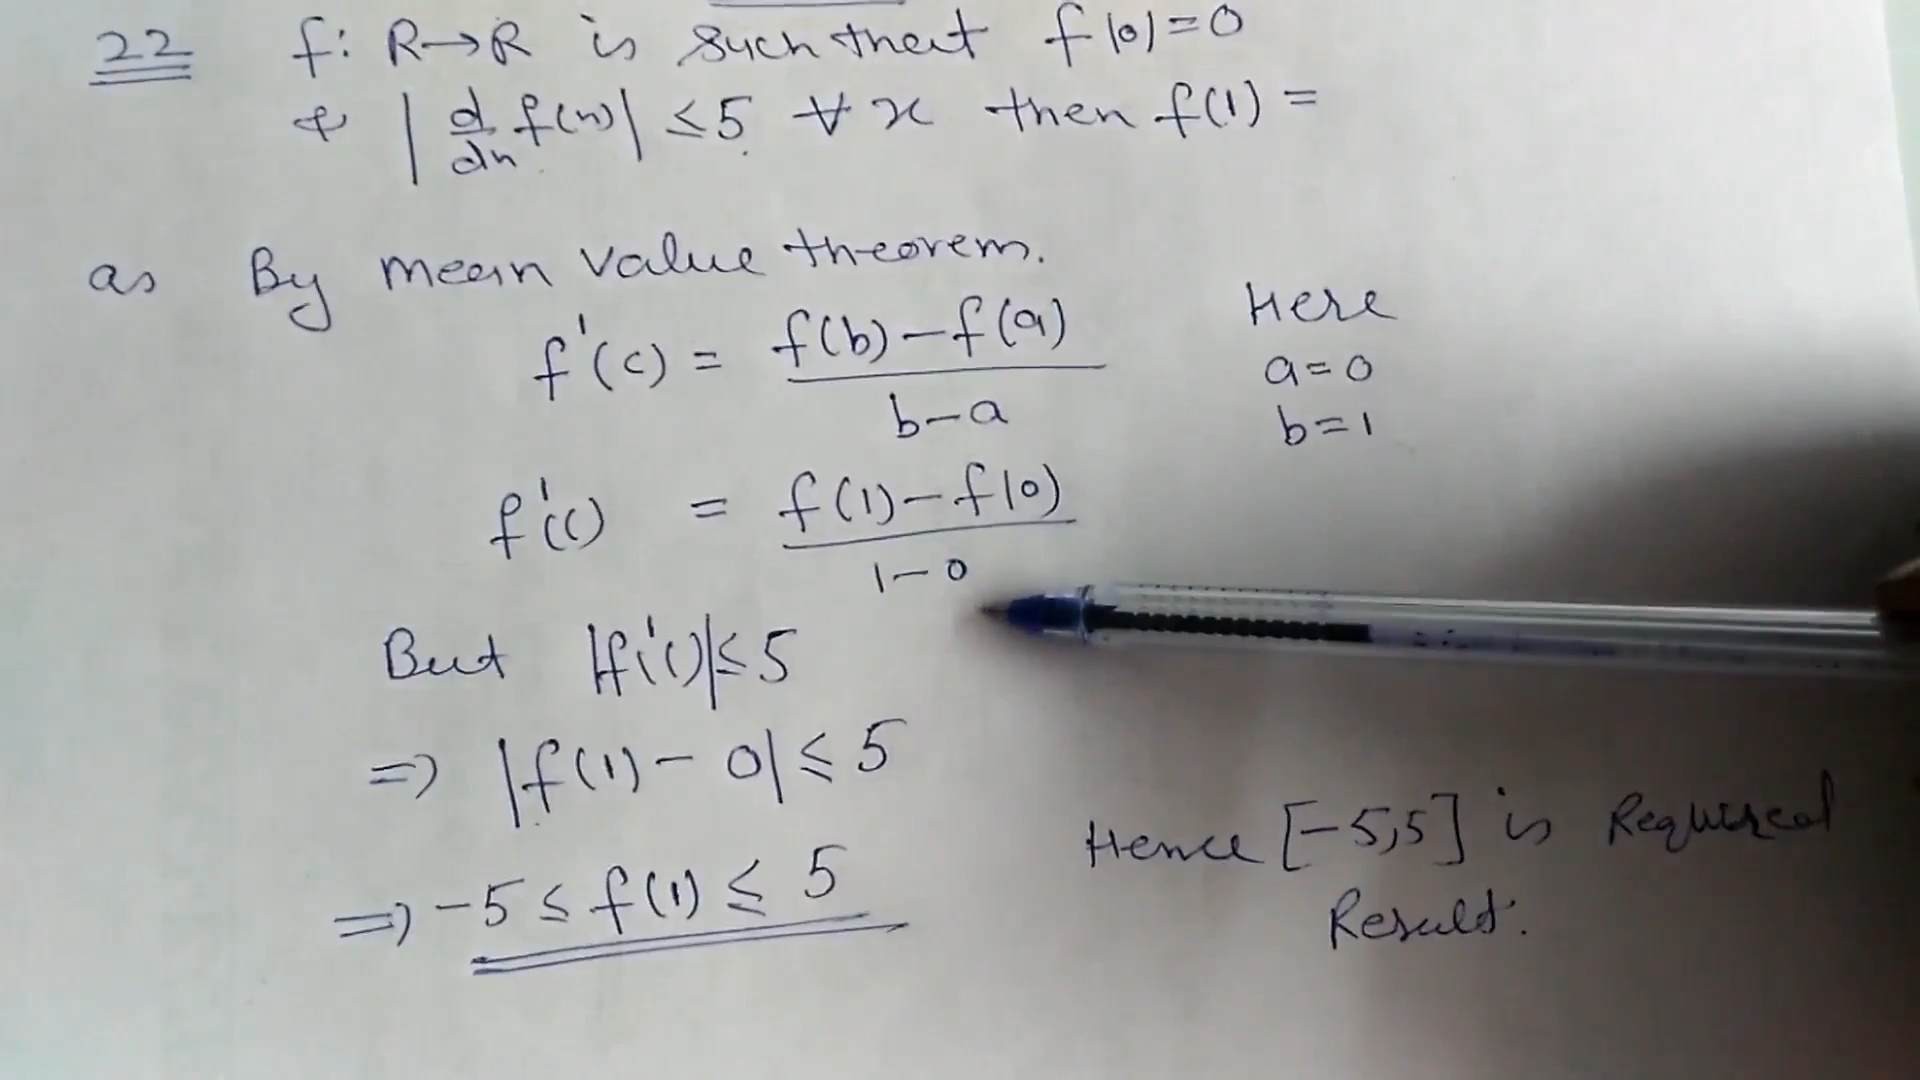 22 f: R→R is such that f(0)=0
& |d/dx f(x)| ≤5 ∀ x then f(1) =
as By mean value theorem.
f'(c) = f(b)-f(a) / b-a
Here
a=0
b=1
f'(c) = f(1)-f(0) / 1-0
But |f'(c)|≤5
=> |f(1)-0|≤5
=> -5≤f(1)≤5
Hence [-5,5] is Required
Result.